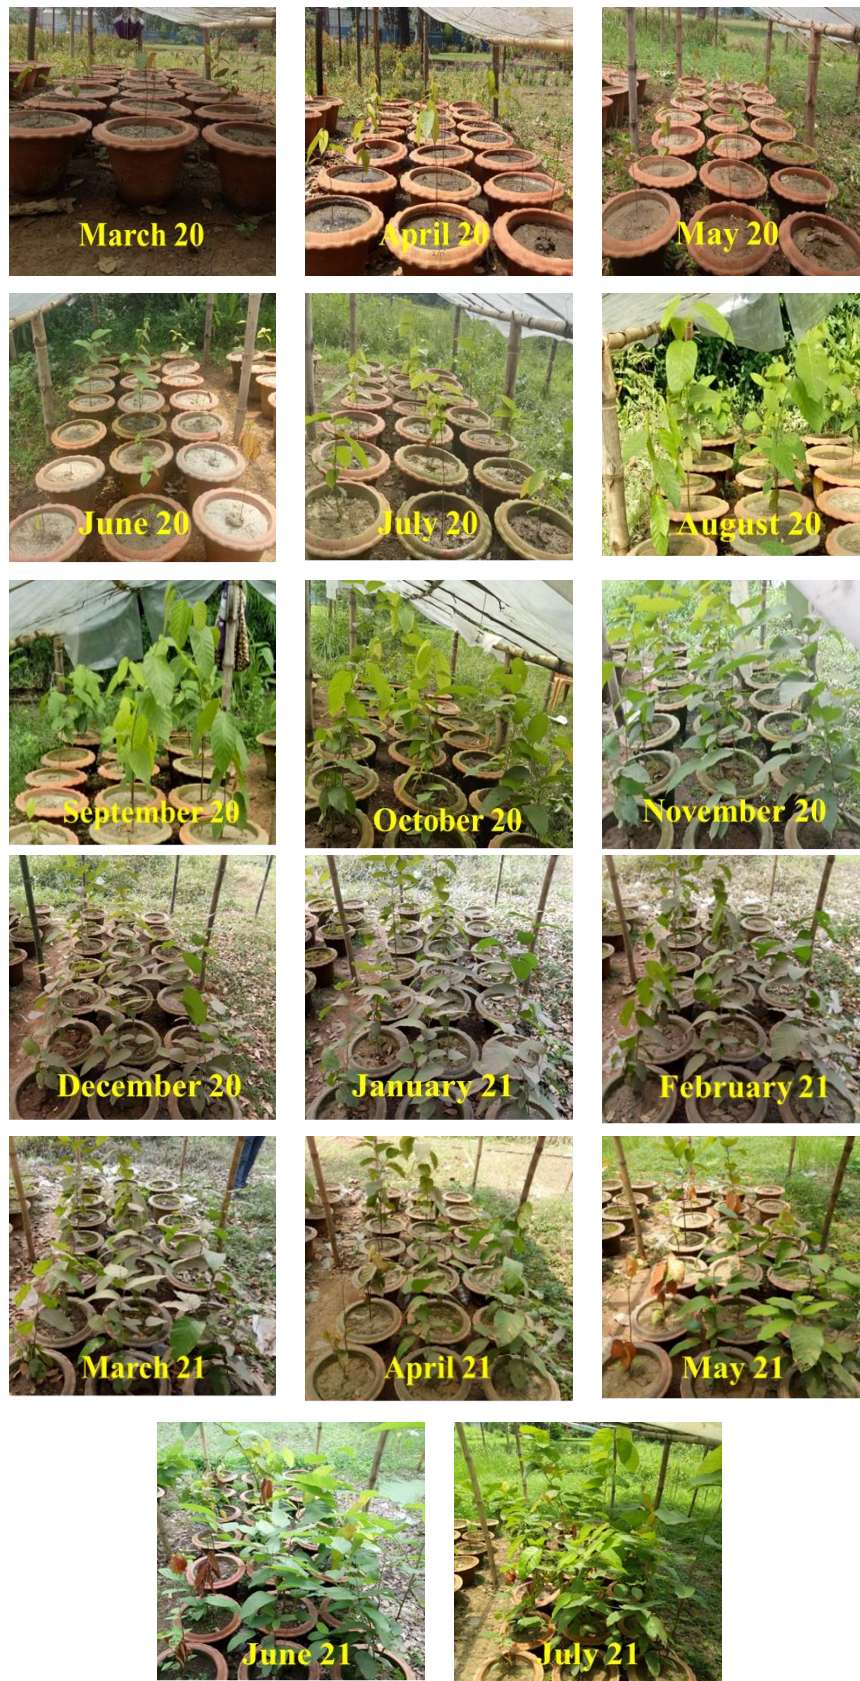 March 20
April 20
May 20
June 20
July 20
August 20
September 20
October 20
November 20
December 20
January 21
February 21
March 21
April 21
May 21
June 21
July 21